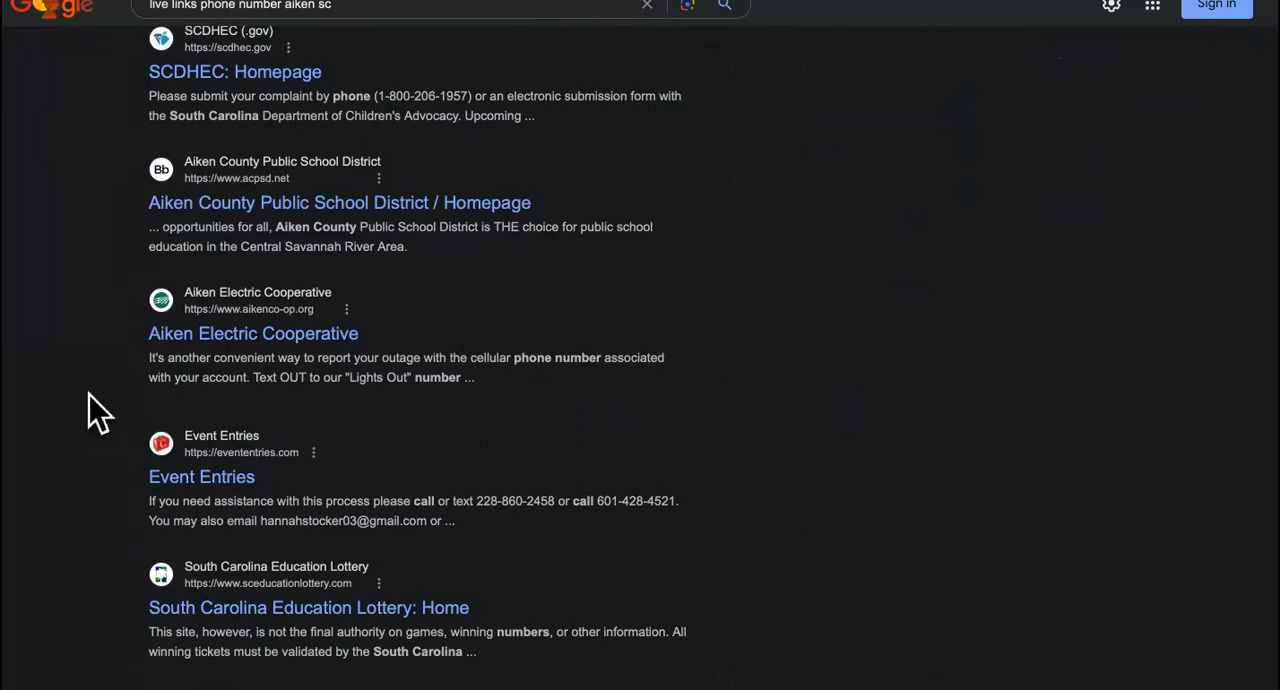 Google
live links phone number aiken sc
Sign in
SCDHEC (.gov)
https://scdhec.gov
SCDHEC: Homepage
Please submit your complaint by phone (1-800-206-1957) or an electronic submission form with
the South Carolina Department of Children's Advocacy. Upcoming ...
Bb
Aiken County Public School District
https://www.acpsd.net
Aiken County Public School District / Homepage
... opportunities for all, Aiken County Public School District is THE choice for public school
education in the Central Savannah River Area.
Aiken Electric Cooperative
https://www.aikenco-op.org
Aiken Electric Cooperative
It's another convenient way to report your outage with the cellular phone number associated
with your account. Text OUT to our "Lights Out" number ...
Event Entries
https://evententries.com
Event Entries
If you need assistance with this process please call or text 228-860-2458 or call 601-428-4521.
You may also email hannahstocker03@gmail.com or ...
South Carolina Education Lottery
https://www.sceducationlottery.com
South Carolina Education Lottery: Home
This site, however, is not the final authority on games, winning numbers, or other information. All
winning tickets must be validated by the South Carolina ...